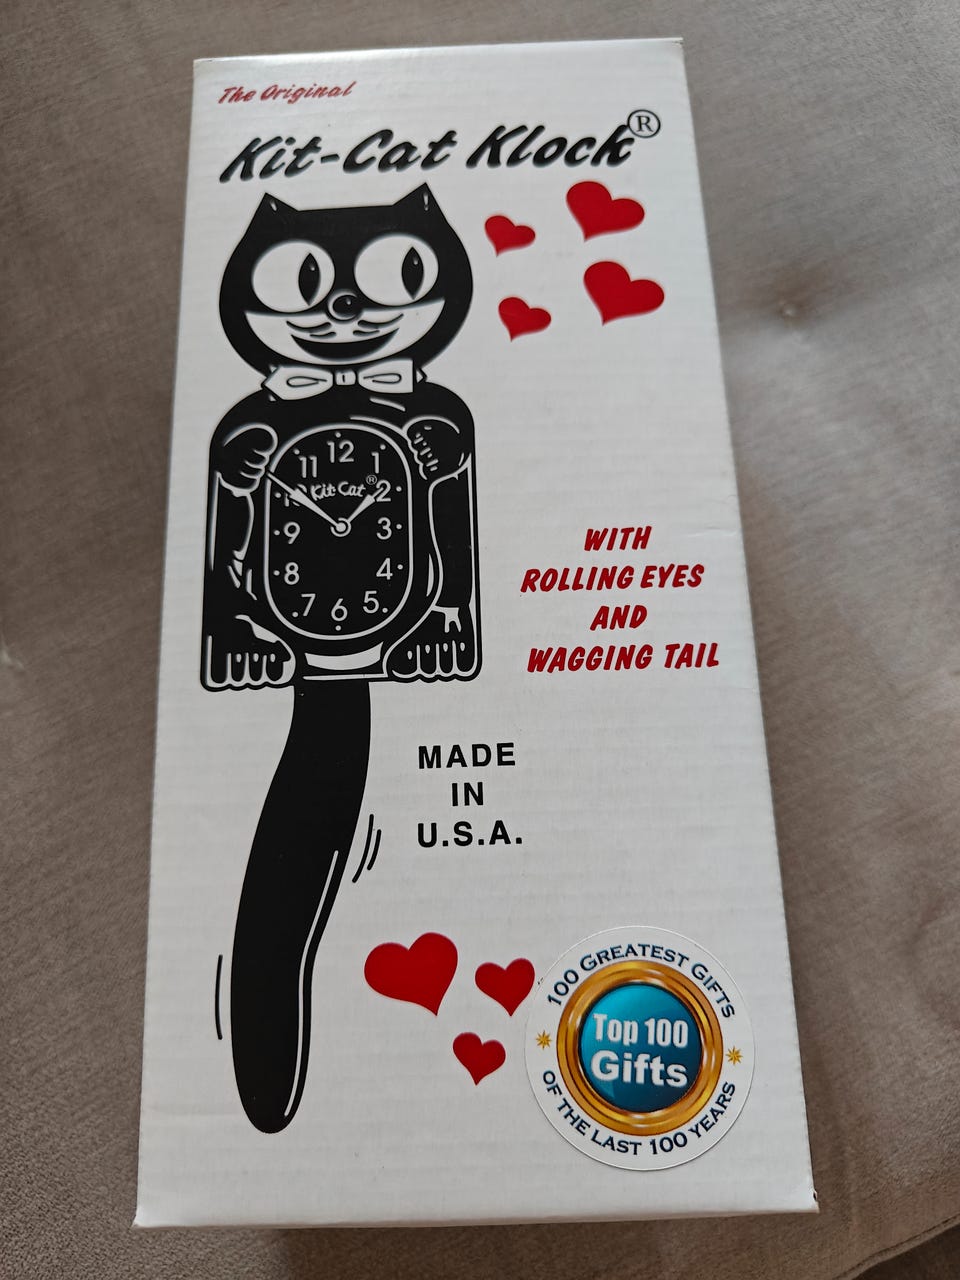 The Original
Kit-Cat Klock®
12
11 1
10 Kit-Cat® 2
9 3
8 4
7 6 5
WITH
ROLLING EYES
AND
WAGGING TAIL
MADE
IN
U.S.A.
100 GREATEST GIFTS
Top 100
Gifts
OF THE LAST 100 YEARS